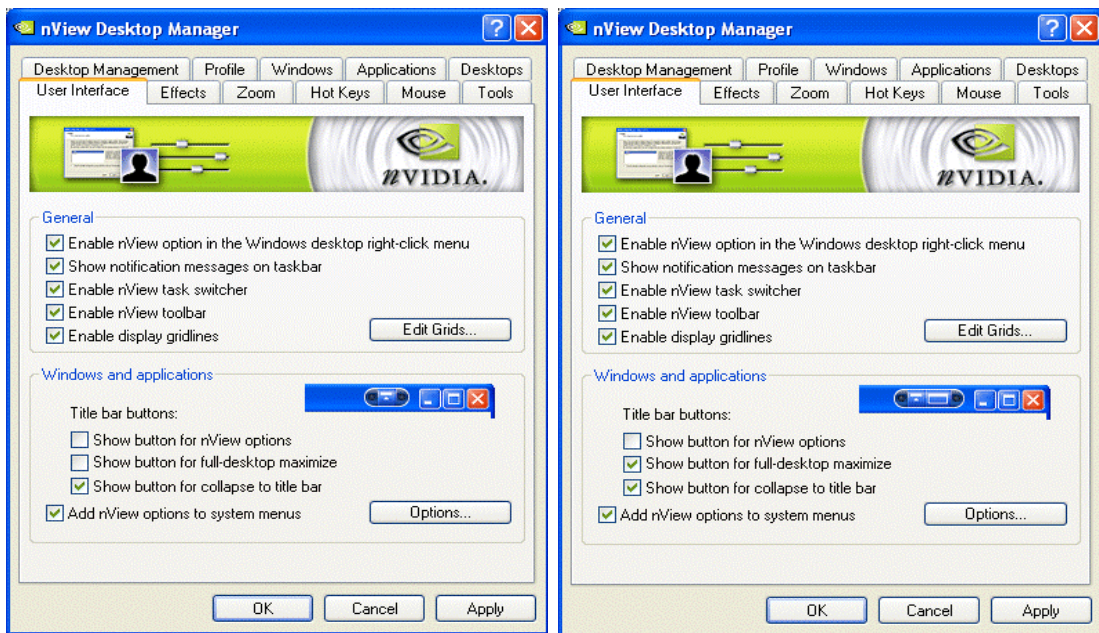 nView Desktop Manager
Desktop Management Profile Windows Applications Desktops
User Interface Effects Zoom Hot Keys Mouse Tools
nVIDIA.
General
Enable nView option in the Windows desktop right-click menu
Show notification messages on taskbar
Enable nView task switcher
Enable nView toolbar
Edit Grids...
Enable display gridlines
Windows and applications
Title bar buttons:
Show button for nView options
Show button for full-desktop maximize
Show button for collapse to title bar
Add nView options to system menus Options...
OK Cancel Apply
nView Desktop Manager
Desktop Management Profile Windows Applications Desktops
User Interface Effects Zoom Hot Keys Mouse Tools
nVIDIA.
General
Enable nView option in the Windows desktop right-click menu
Show notification messages on taskbar
Enable nView task switcher
Enable nView toolbar
Edit Grids...
Enable display gridlines
Windows and applications
Title bar buttons:
Show button for nView options
Show button for full-desktop maximize
Show button for collapse to title bar
Add nView options to system menus Options...
OK Cancel Apply